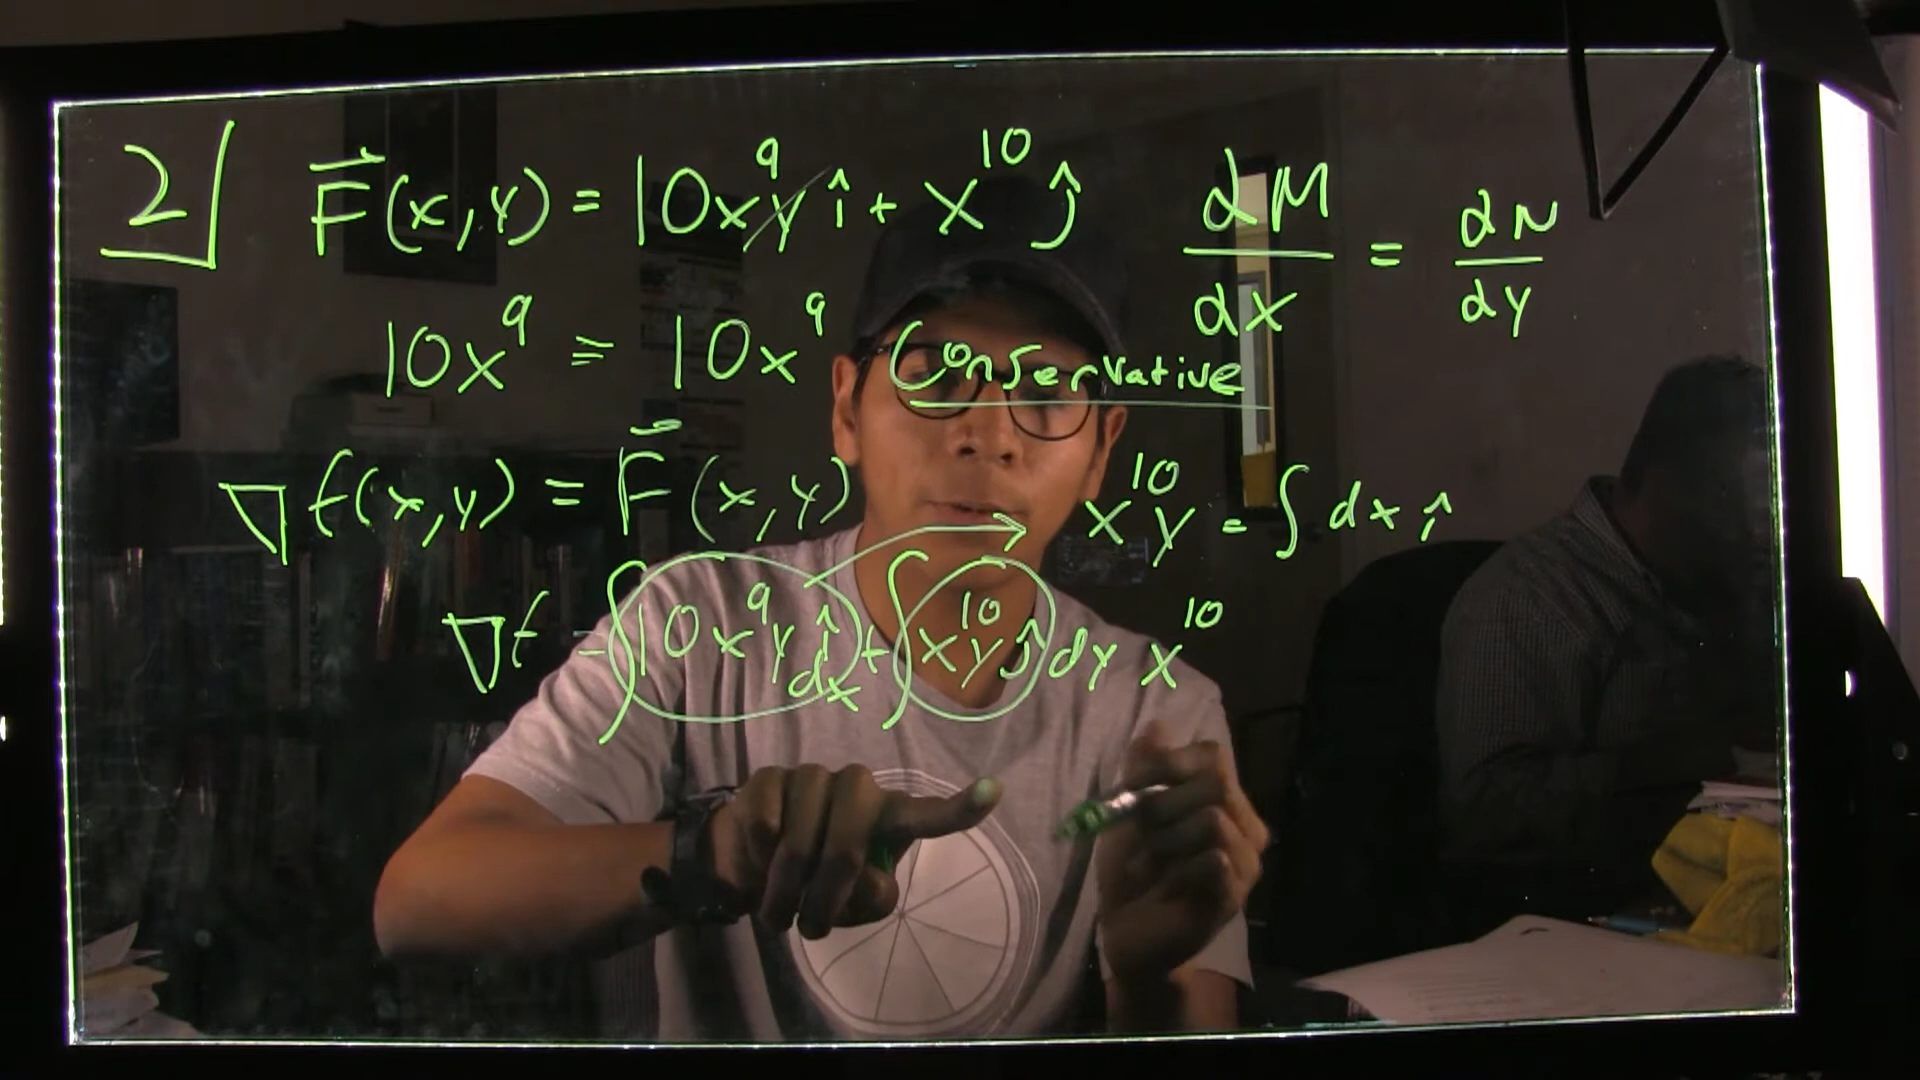 2 F⃗(x,y) = 10x⁹y î + x¹⁰ ĵ dM/dx = dN/dy
10x⁹ = 10x⁹ Conservative
∇f(x,y) = F⃗(x,y) x¹⁰y = ∫ dx î
∇f = ∫10x⁹y î dx + ∫x¹⁰y ĵ dy x¹⁰